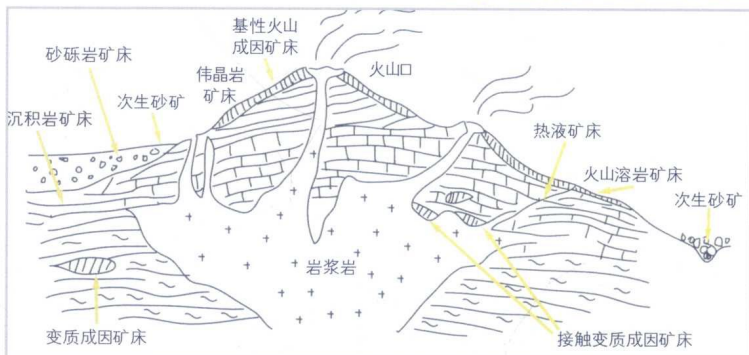 基性火山
成因矿床
砂砾岩矿床
伟晶岩
矿床
火山口
次生砂矿
沉积岩矿床
热液矿床
火山溶岩矿床
次生砂矿
岩浆岩
变质成因矿床
接触变质成因矿床